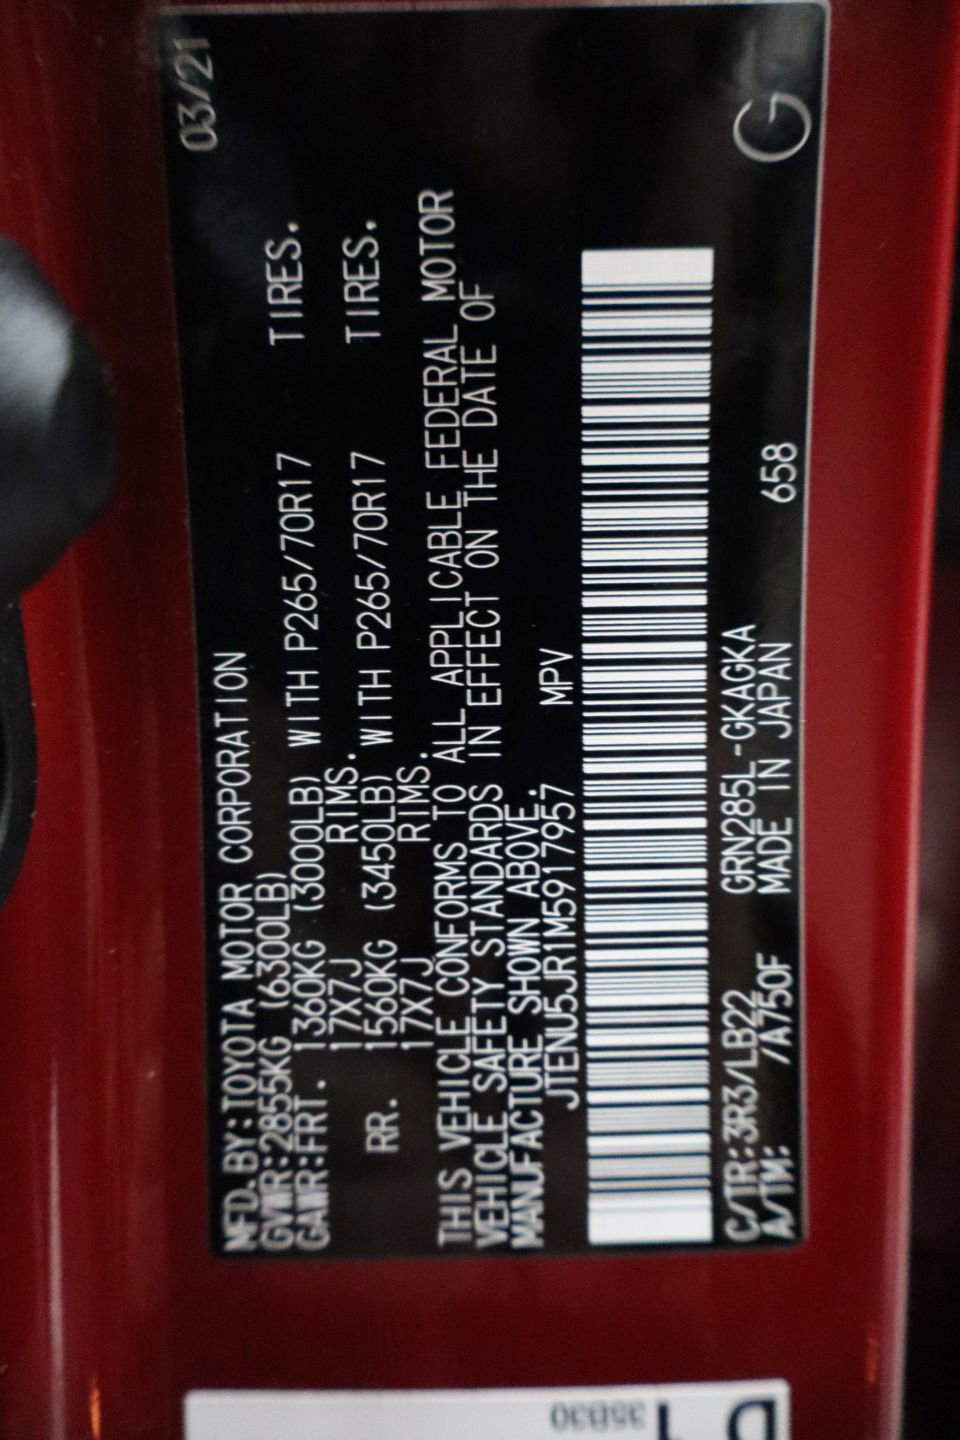 03/21
MFD.BY:TOYOTA MOTOR CORPORATION
GVWR:2855KG (6300LB)
GAWR:FRT. 1360KG (3000LB) WITH P265/70R17 TIRES.
17X7J RIMS.
RR. 1560KG (3450LB) WITH P265/70R17 TIRES.
17X7J RIMS.
THIS VEHICLE CONFORMS TO ALL APPLICABLE FEDERAL MOTOR
VEHICLE SAFETY STANDARDS IN EFFECT ON THE DATE OF
MANUFACTURE SHOWN ABOVE.
JTENU5JR1M5917957 MPV
C/TR:3R3/LB22 GRN285L-GKAGKA
A/TM: /A750F MADE IN JAPAN 658
G
35B30